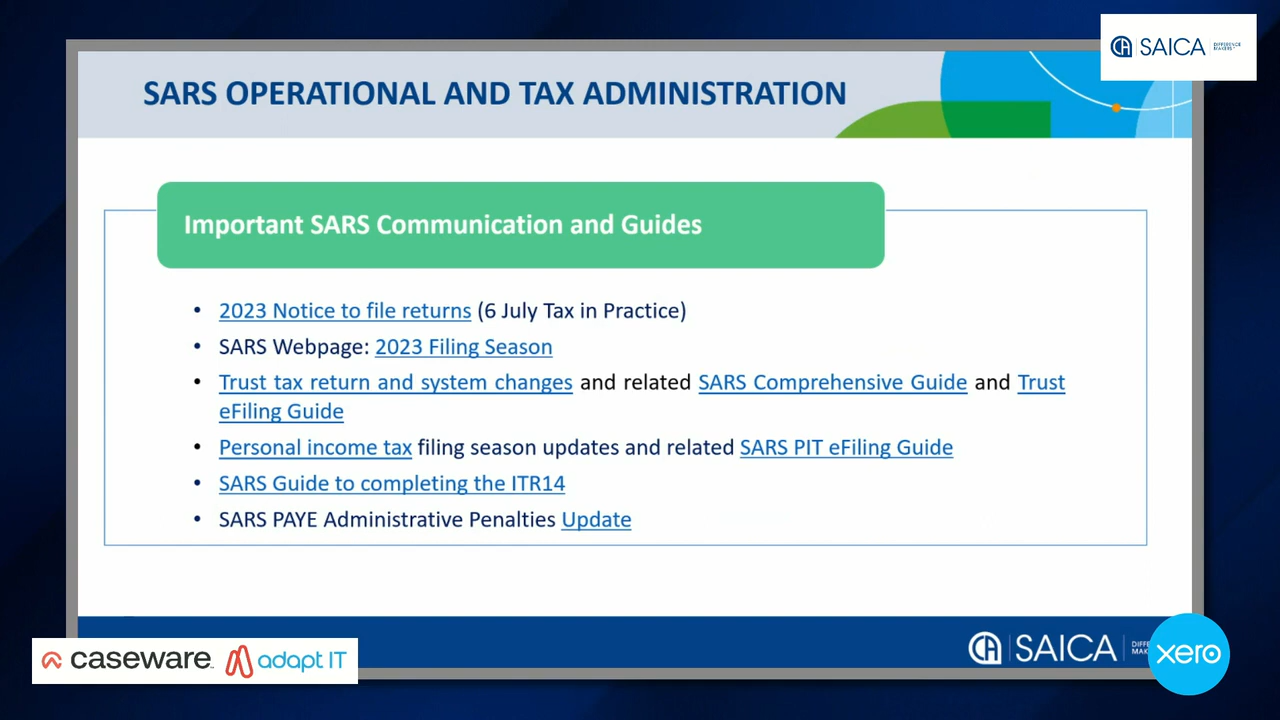 SAICA
DIFFERENCE
MAKERS
SARS OPERATIONAL AND TAX ADMINISTRATION
Important SARS Communication and Guides
• 2023 Notice to file returns (6 July Tax in Practice)
• SARS Webpage: 2023 Filing Season
• Trust tax return and system changes and related SARS Comprehensive Guide and Trust
eFiling Guide
• Personal income tax filing season updates and related SARS PIT eFiling Guide
• SARS Guide to completing the ITR14
• SARS PAYE Administrative Penalties Update
caseware adapt IT
SAICA
xero